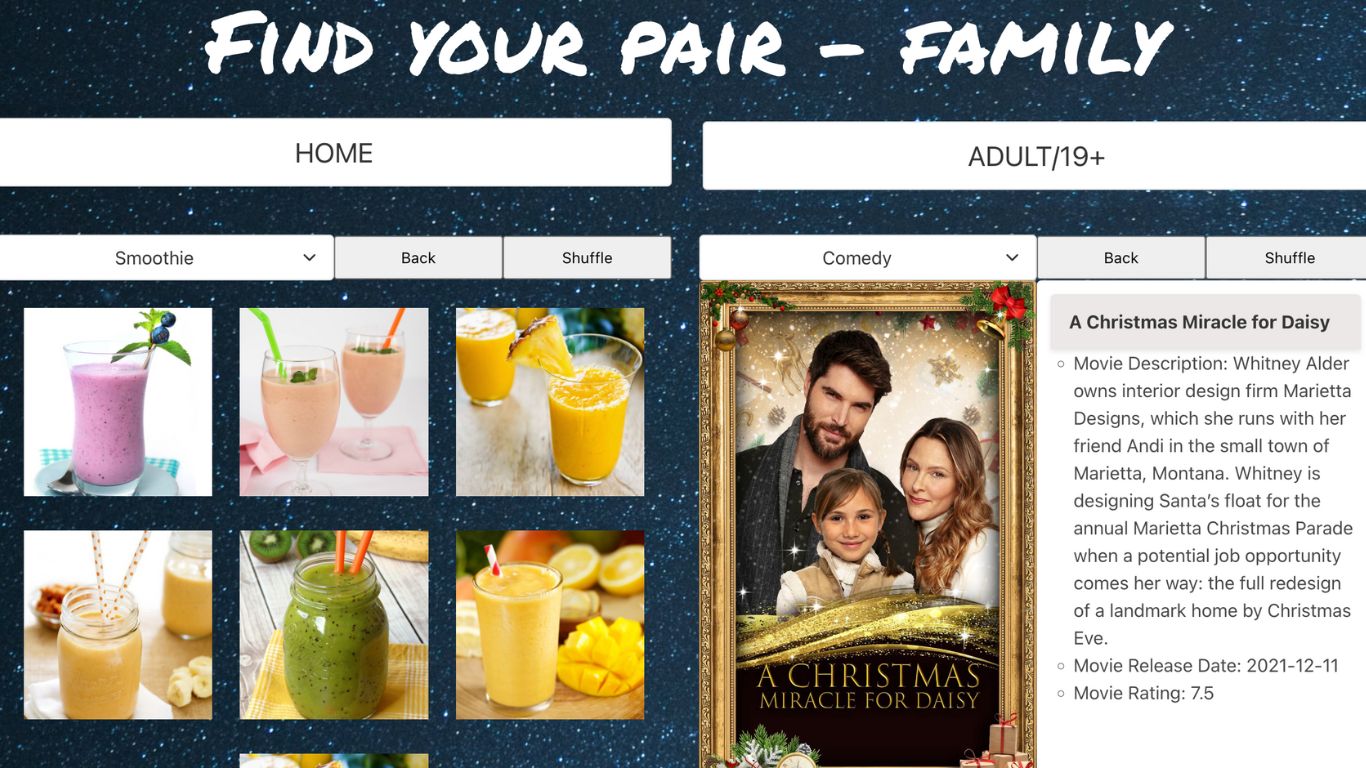 Find your pair - family
HOME
ADULT/19+
Smoothie
Back
Shuffle
Comedy
Back
Shuffle
A CHRISTMAS
MIRACLE FOR DAISY
A Christmas Miracle for Daisy
Movie Description: Whitney Alder
owns interior design firm Marietta
Designs, which she runs with her
friend Andi in the small town of
Marietta, Montana. Whitney is
designing Santa’s float for the
annual Marietta Christmas Parade
when a potential job opportunity
comes her way: the full redesign
of a landmark home by Christmas
Eve.
Movie Release Date: 2021-12-11
Movie Rating: 7.5